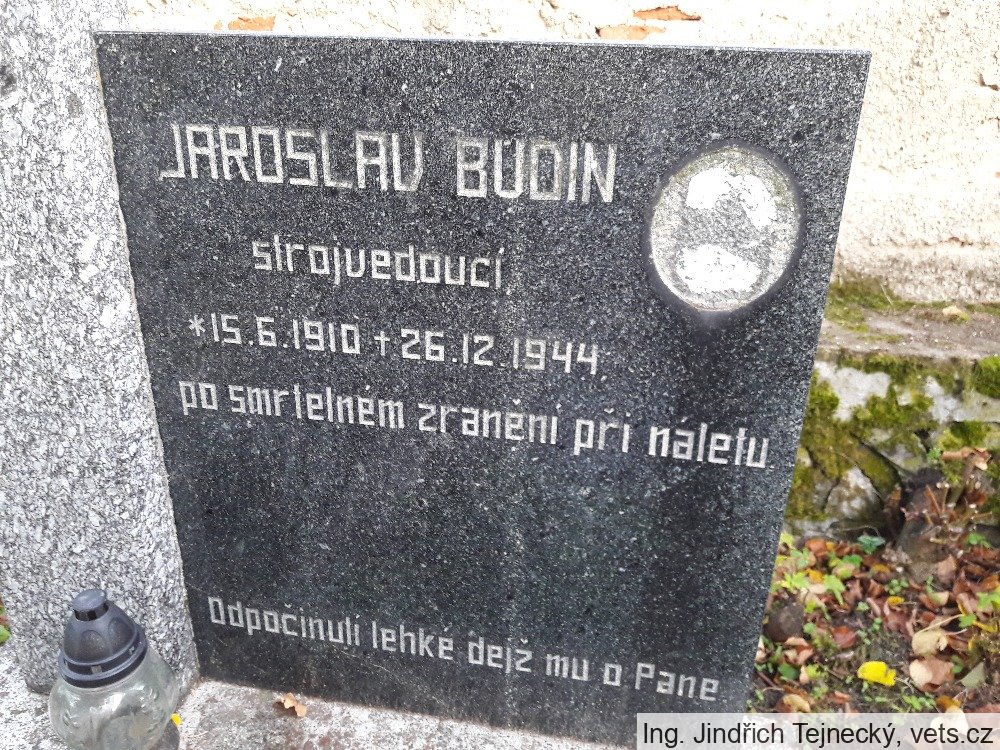 JAROSLAV BUDIN
strojvedoucí
*15.6.1910 †26.12.1944
po smrtelném zranění při náletu
Odpočinutí lehké dejž mu o Pane
Ing. Jindřich Tejnecký, vets.cz